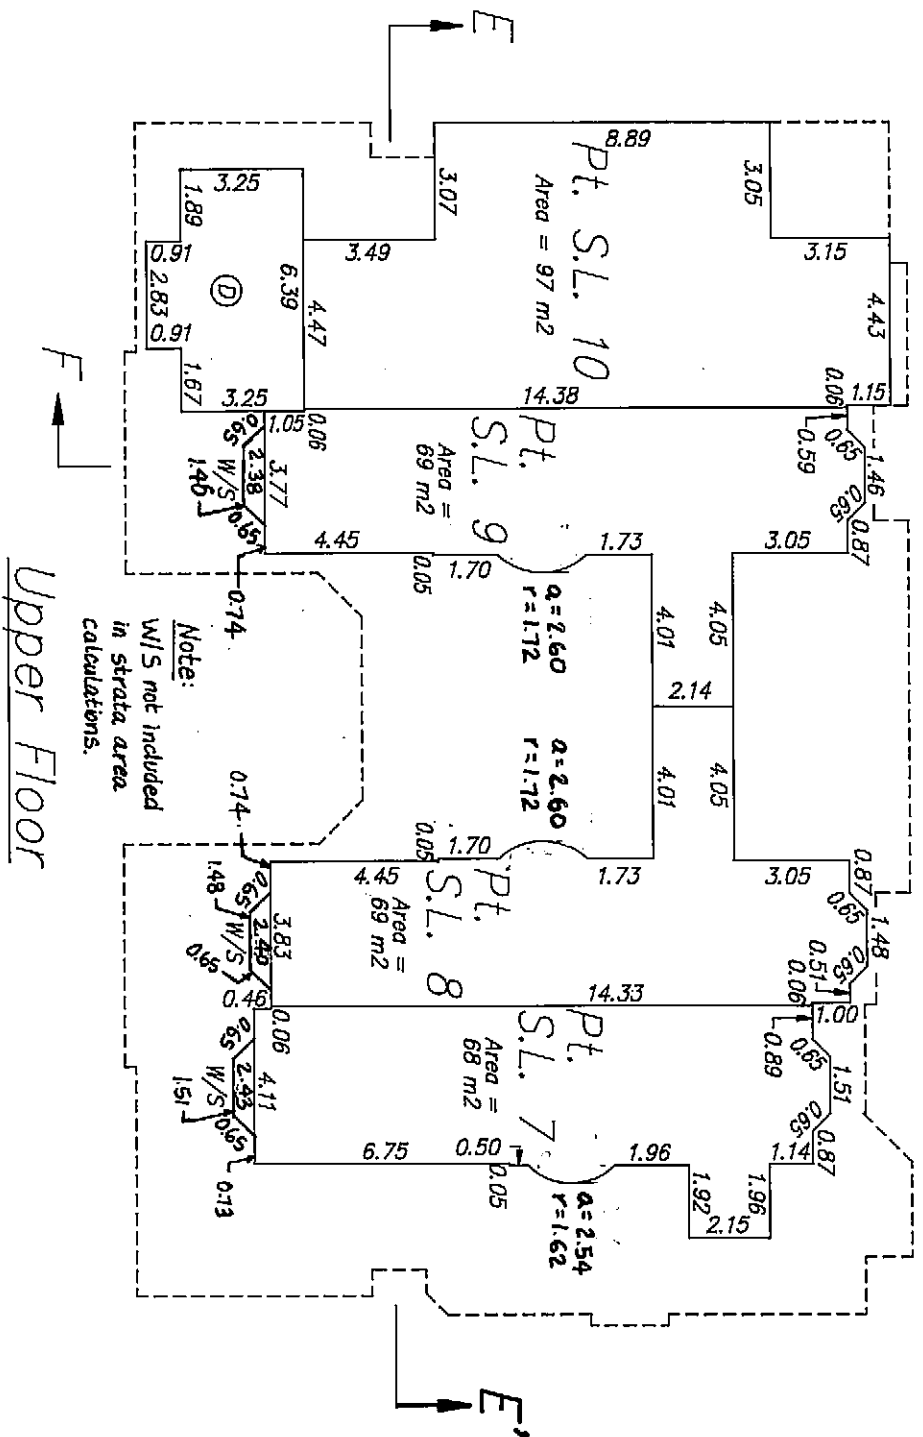 E
8.89
3.05
3.07
Pt. S.L. 10
Area = 97 m2
3.25
1.89
3.49
3.15
0.91
2.83
0.91
D
6.39
4.47
4.43
1.67
3.25
1.05
0.06
14.38
0.06
1.15
F
0.65
2.38
W/S
1.46
0.65
3.77
Pt.
S.L. 9
Area =
69 m2
0.59
0.65
1.46
0.65
0.87
0.74
4.45
0.05
1.70
1.73
3.05
a=2.60
r=1.72
4.01
4.05
2.14
Note:
W/S not included
in strata area
calculations.
a=2.60
r=1.72
4.01
4.05
Upper Floor
0.74
4.45
0.05
1.70
1.73
3.05
0.65
1.48
2.40
W/S
0.65
3.83
Pt.
S.L. 8
Area =
69 m2
0.87
0.65
1.48
0.65
0.51
0.06
0.46
0.06
14.33
1.00
0.65
2.43
W/S
1.51
0.65
4.11
Pt.
S.L. 7
Area =
68 m2
0.89
0.65
1.51
0.65
0.87
0.73
6.75
0.50
0.05
1.96
1.14
a=2.54
r=1.62
1.92
1.96
2.15
E'